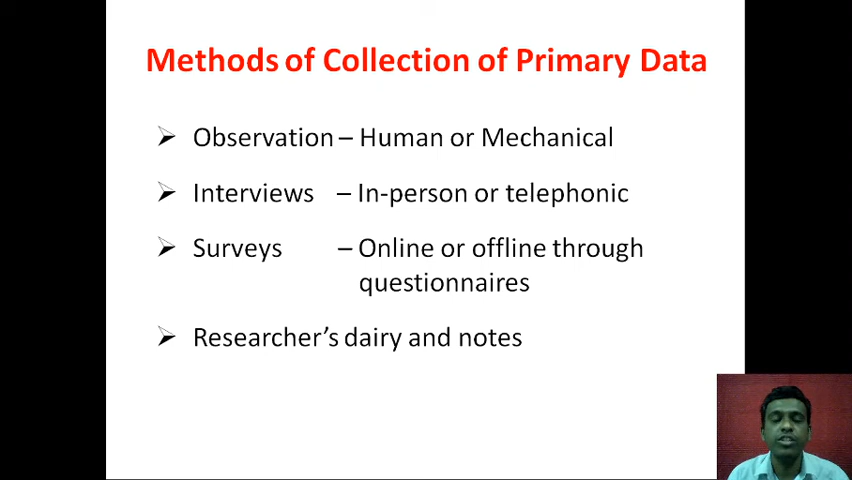 Methods of Collection of Primary Data
➢ Observation – Human or Mechanical
➢ Interviews – In-person or telephonic
➢ Surveys – Online or offline through
questionnaires
➢ Researcher's dairy and notes